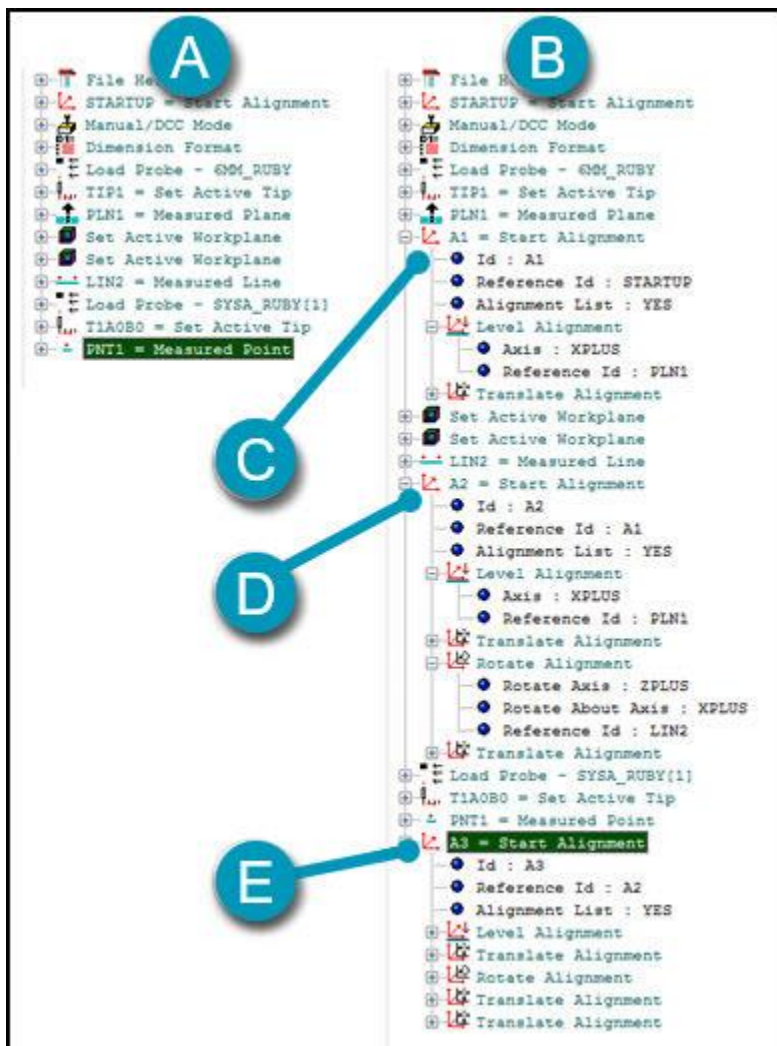 A
File He
STARTUP = Start Alignment
Manual/DCC Mode
Dimension Format
Load Probe - 6MM_RUBY
TIP1 = Set Active Tip
PLN1 = Measured Plane
Set Active Workplane
Set Active Workplane
LIN2 = Measured Line
Load Probe - SYSA_RUBY[1]
T1A0B0 = Set Active Tip
PNT1 = Measured Point
B
File H
STARTUP = Start Alignment
Manual/DCC Mode
Dimension Format
Load Probe - 6MM_RUBY
TIP1 = Set Active Tip
PLN1 = Measured Plane
A1 = Start Alignment
Id : A1
Reference Id : STARTUP
Alignment List : YES
Level Alignment
Axis : XPLUS
Reference Id : PLN1
Translate Alignment
Set Active Workplane
Set Active Workplane
LIN2 = Measured Line
A2 = Start Alignment
Id : A2
Reference Id : A1
Alignment List : YES
Level Alignment
Axis : XPLUS
Reference Id : PLN1
Translate Alignment
Rotate Alignment
Rotate Axis : ZPLUS
Rotate About Axis : XPLUS
Reference Id : LIN2
Translate Alignment
Load Probe - SYSA_RUBY[1]
T1A0B0 = Set Active Tip
PNT1 = Measured Point
A3 = Start Alignment
Id : A3
Reference Id : A2
Alignment List : YES
Level Alignment
Translate Alignment
Rotate Alignment
Translate Alignment
Translate Alignment
C
D
E